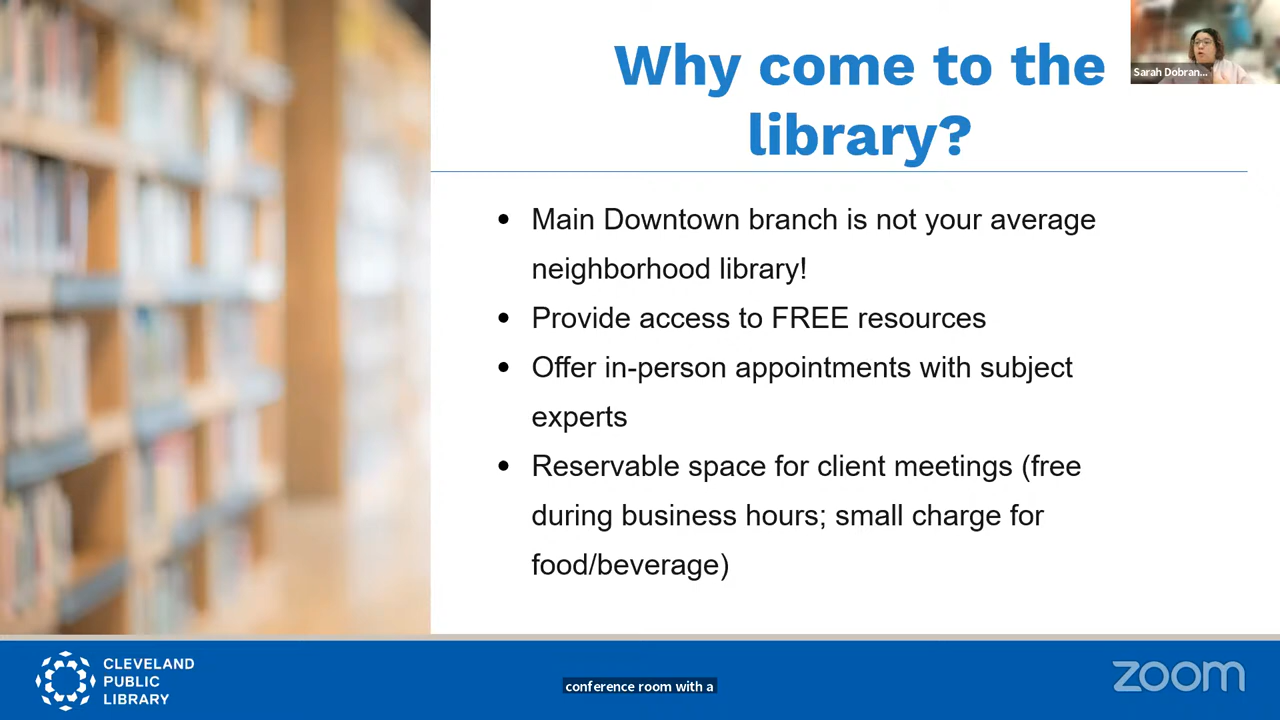 Why come to the
library?
Sarah Dobran...
• Main Downtown branch is not your average
neighborhood library!
• Provide access to FREE resources
• Offer in-person appointments with subject
experts
• Reservable space for client meetings (free
during business hours; small charge for
food/beverage)
CLEVELAND
PUBLIC
LIBRARY
conference room with a
zoom